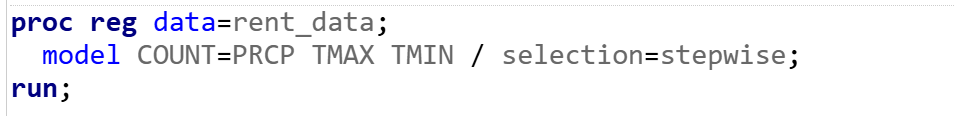 proc reg data=rent_data;
  model COUNT=PRCP TMAX TMIN / selection=stepwise;
run;